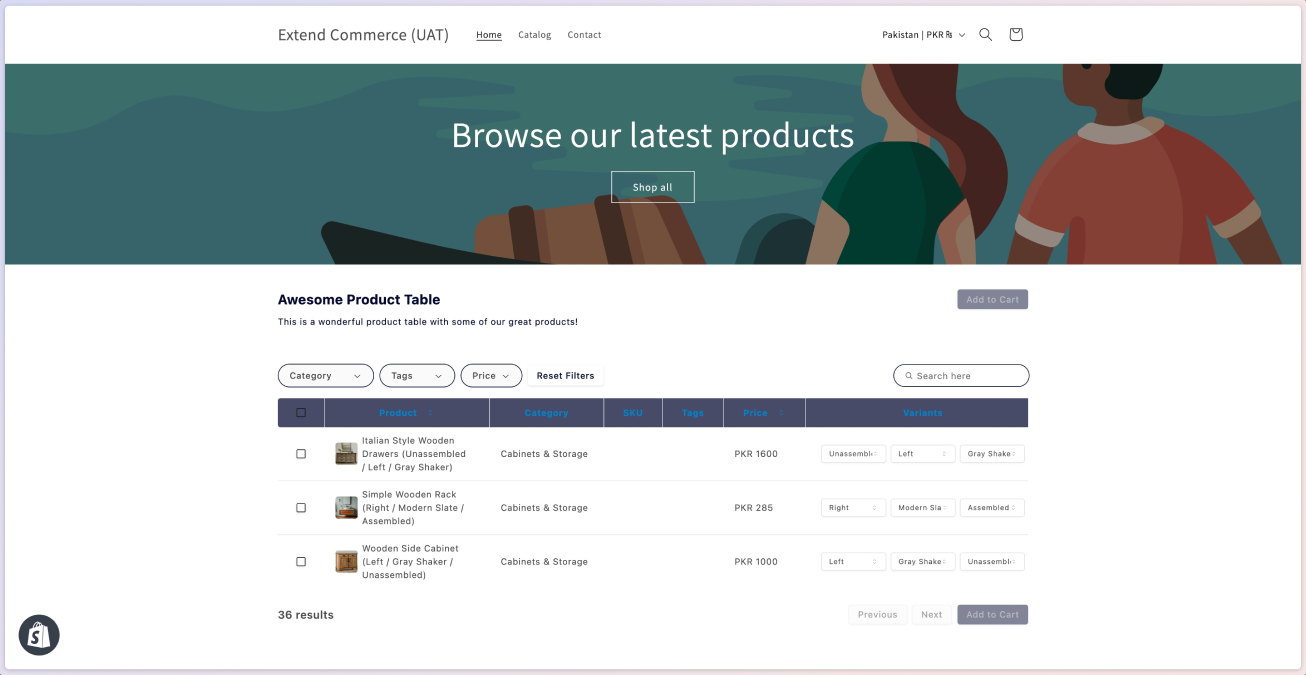 Extend Commerce (UAT)
Home
Catalog
Contact
Pakistan | PKR ₨
Browse our latest products
Shop all
Awesome Product Table
Add to Cart
This is a wonderful product table with some of our great products!
Category
Tags
Price
Reset Filters
Search here
Product
Category
SKU
Tags
Price
Variants
Italian Style Wooden
Drawers (Unassembled
/ Left / Gray Shaker)
Cabinets & Storage
PKR 1600
Unassembl
Left
Gray Shake
Simple Wooden Rack
(Right / Modern Slate /
Assembled)
Cabinets & Storage
PKR 285
Right
Modern Sla
Assembled
Wooden Side Cabinet
(Left / Gray Shaker /
Unassembled)
Cabinets & Storage
PKR 1000
Left
Gray Shake
Unassembl
36 results
Previous
Next
Add to Cart